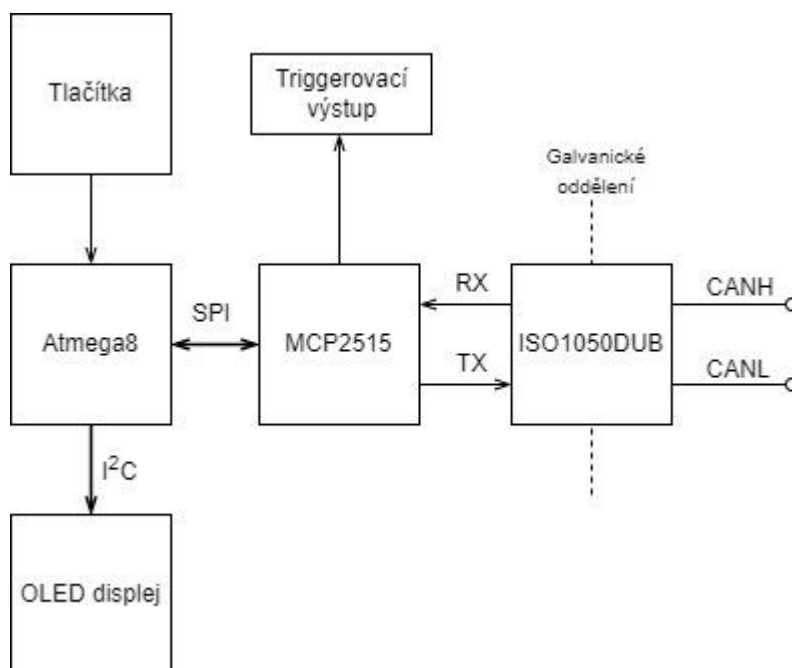 Tlačítka
Triggerovací
výstup
Galvanické
oddělení
Atmega8
SPI
MCP2515
RX
TX
ISO1050DUB
CANH
CANL
I²C
OLED displej